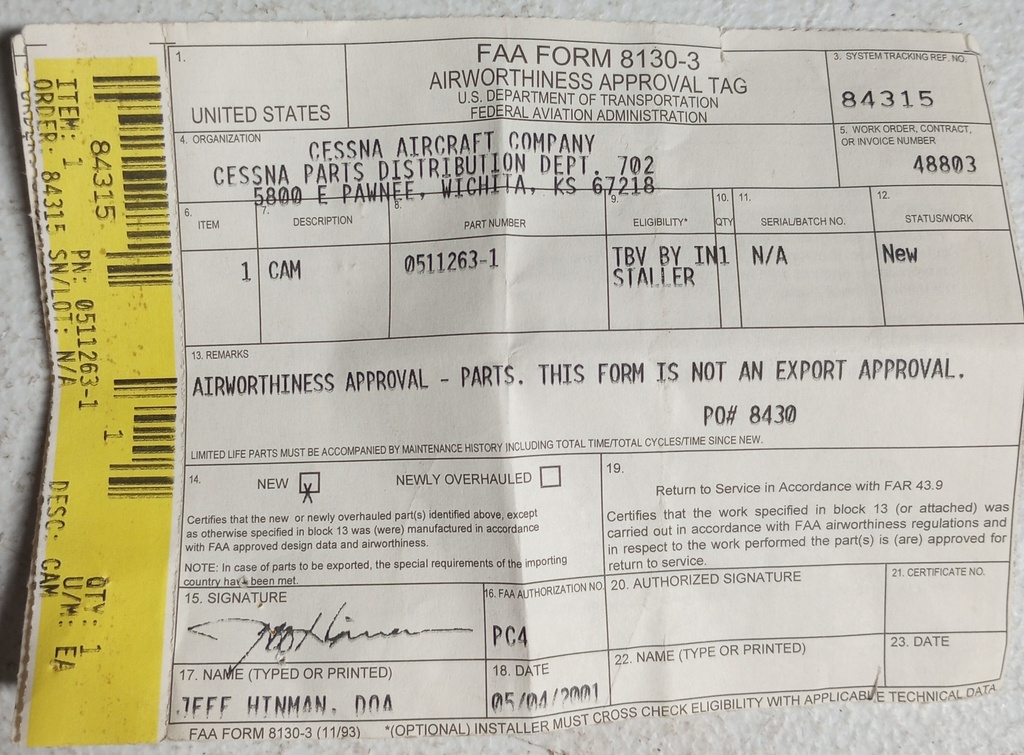 1.
UNITED STATES
FAA FORM 8130-3
AIRWORTHINESS APPROVAL TAG
U.S. DEPARTMENT OF TRANSPORTATION
FEDERAL AVIATION ADMINISTRATION
3. SYSTEM TRACKING REF. NO.
84315
4. ORGANIZATION
CESSNA AIRCRAFT COMPANY
CESSNA PARTS DISTRIBUTION DEPT. 702
5800 E PAWNEE, WICHITA, KS 67218
5. WORK ORDER, CONTRACT,
OR INVOICE NUMBER
48803
6. ITEM
7. DESCRIPTION
8. PART NUMBER
9. ELIGIBILITY*
10. QTY
11. SERIAL/BATCH NO.
12. STATUS/WORK
1 CAM 0511263-1 TBV BY IN1 N/A New
STALLER
13. REMARKS
AIRWORTHINESS APPROVAL - PARTS. THIS FORM IS NOT AN EXPORT APPROVAL.
PO# 8430
LIMITED LIFE PARTS MUST BE ACCOMPANIED BY MAINTENANCE HISTORY INCLUDING TOTAL TIME/TOTAL CYCLES/TIME SINCE NEW.
14. NEW X NEWLY OVERHAULED
Certifies that the new or newly overhauled part(s) identified above, except
as otherwise specified in block 13 was (were) manufactured in accordance
with FAA approved design data and airworthiness.
NOTE: In case of parts to be exported, the special requirements of the importing
country have been met.
19.
Return to Service in Accordance with FAR 43.9
Certifies that the work specified in block 13 (or attached) was
carried out in accordance with FAA airworthiness regulations and
in respect to the work performed the part(s) is (are) approved for
return to service.
15. SIGNATURE
16. FAA AUTHORIZATION NO.
PC4
20. AUTHORIZED SIGNATURE
21. CERTIFICATE NO.
17. NAME (TYPED OR PRINTED)
JEFF HINMAN, DOA
18. DATE
05/04/2001
22. NAME (TYPE OR PRINTED)
23. DATE
FAA FORM 8130-3 (11/93) *(OPTIONAL) INSTALLER MUST CROSS CHECK ELIGIBILITY WITH APPLICABLE TECHNICAL DATA
84315
1
ITEM: 1 PN: 0511263-1 QTY: 1
U/M: EA
ORDER: 84315 SN/LOT: N/A DESC: CAM